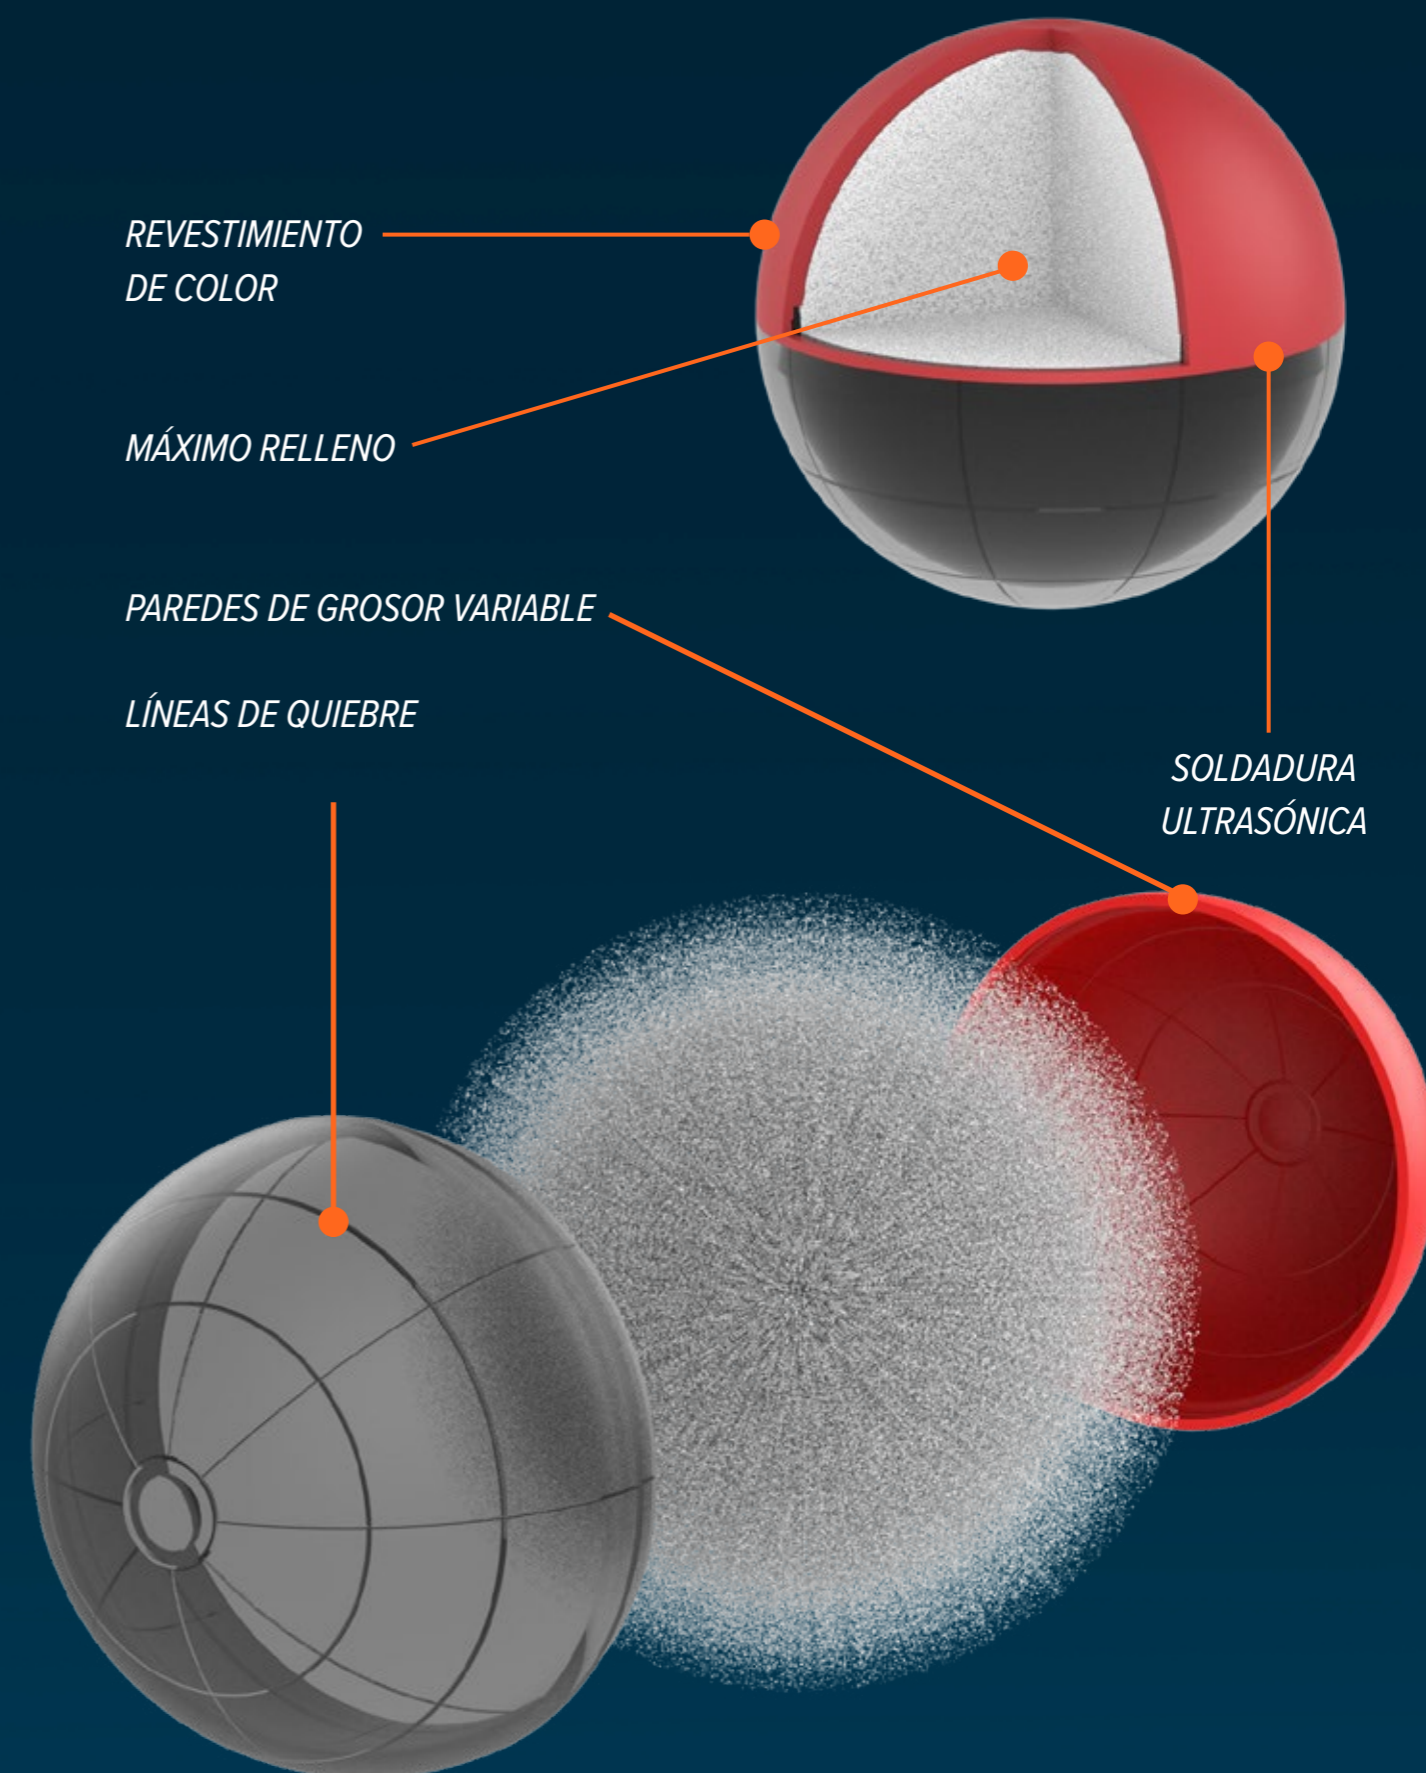 REVESTIMIENTO
DE COLOR
MÁXIMO RELLENO
PAREDES DE GROSOR VARIABLE
LÍNEAS DE QUIEBRE
SOLDADURA
ULTRASÓNICA